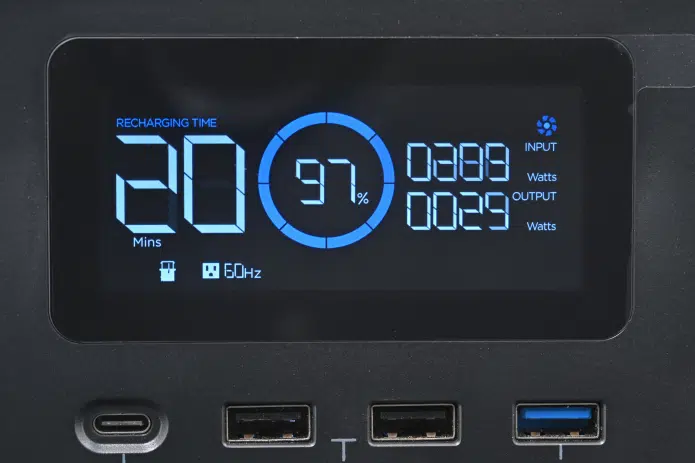 RECHARGING TIME
20
Mins
97%
INPUT
0389
Watts
OUTPUT
0029
Watts
60Hz